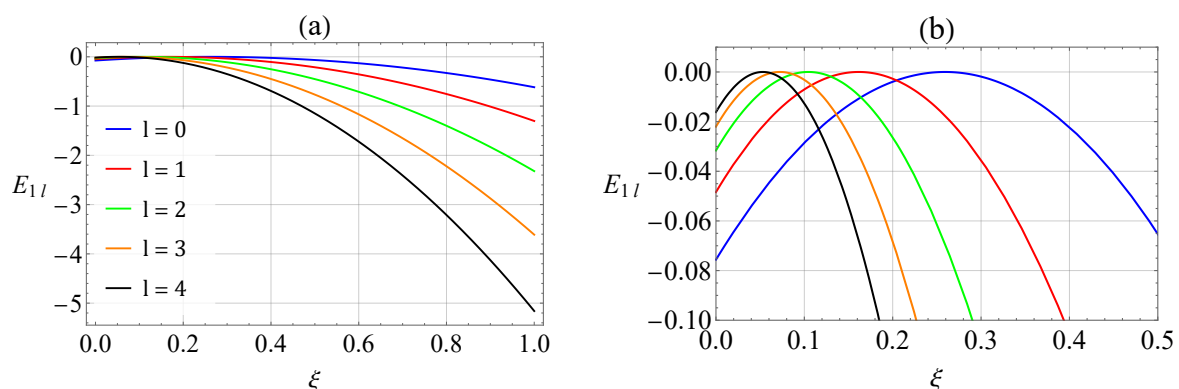 (a)
0
−1
−2
−3
−4
−5
E1 l
l = 0
l = 1
l = 2
l = 3
l = 4
0.0 0.2 0.4 0.6 0.8 1.0
ξ
(b)
0.00
−0.02
−0.04
−0.06
−0.08
−0.10
E1 l
0.0 0.1 0.2 0.3 0.4 0.5
ξ